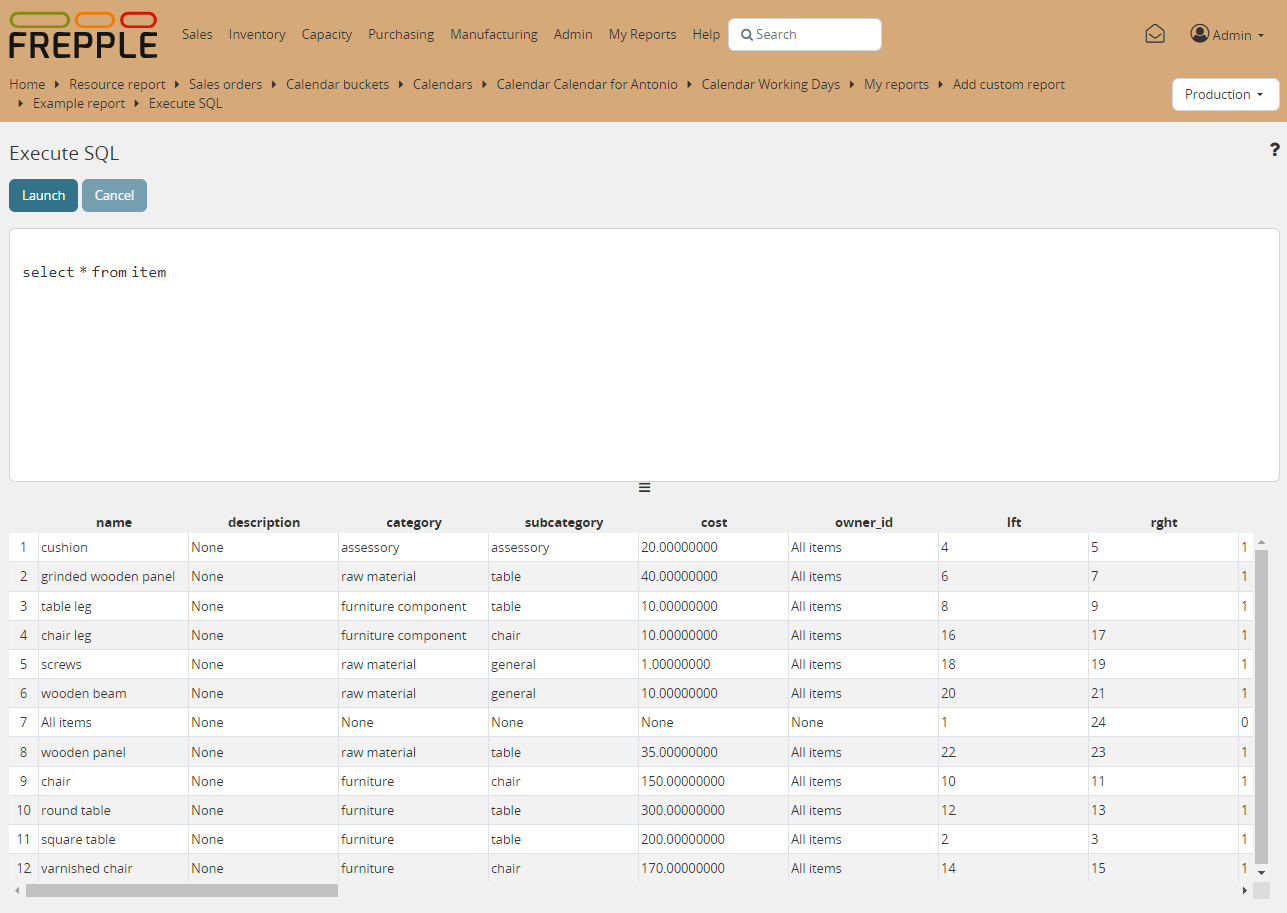 FREPPLE Sales Inventory Capacity Purchasing Manufacturing Admin My Reports Help Search Admin
Home Resource report Sales orders Calendar buckets Calendars Calendar Calendar for Antonio Calendar Working Days My reports Add custom report
Example report Execute SQL
Production
Execute SQL ?
Launch Cancel
select * from item
name description category subcategory cost owner_id lft rght
1 cushion None assessory assessory 20.00000000 All items 4 5 1
2 grinded wooden panel None raw material table 40.00000000 All items 6 7 1
3 table leg None furniture component table 10.00000000 All items 8 9 1
4 chair leg None furniture component chair 10.00000000 All items 16 17 1
5 screws None raw material general 1.00000000 All items 18 19 1
6 wooden beam None raw material general 10.00000000 All items 20 21 1
7 All items None None None None None 1 24 0
8 wooden panel None raw material table 35.00000000 All items 22 23 1
9 chair None furniture chair 150.00000000 All items 10 11 1
10 round table None furniture table 300.00000000 All items 12 13 1
11 square table None furniture table 200.00000000 All items 2 3 1
12 varnished chair None furniture chair 170.00000000 All items 14 15 1